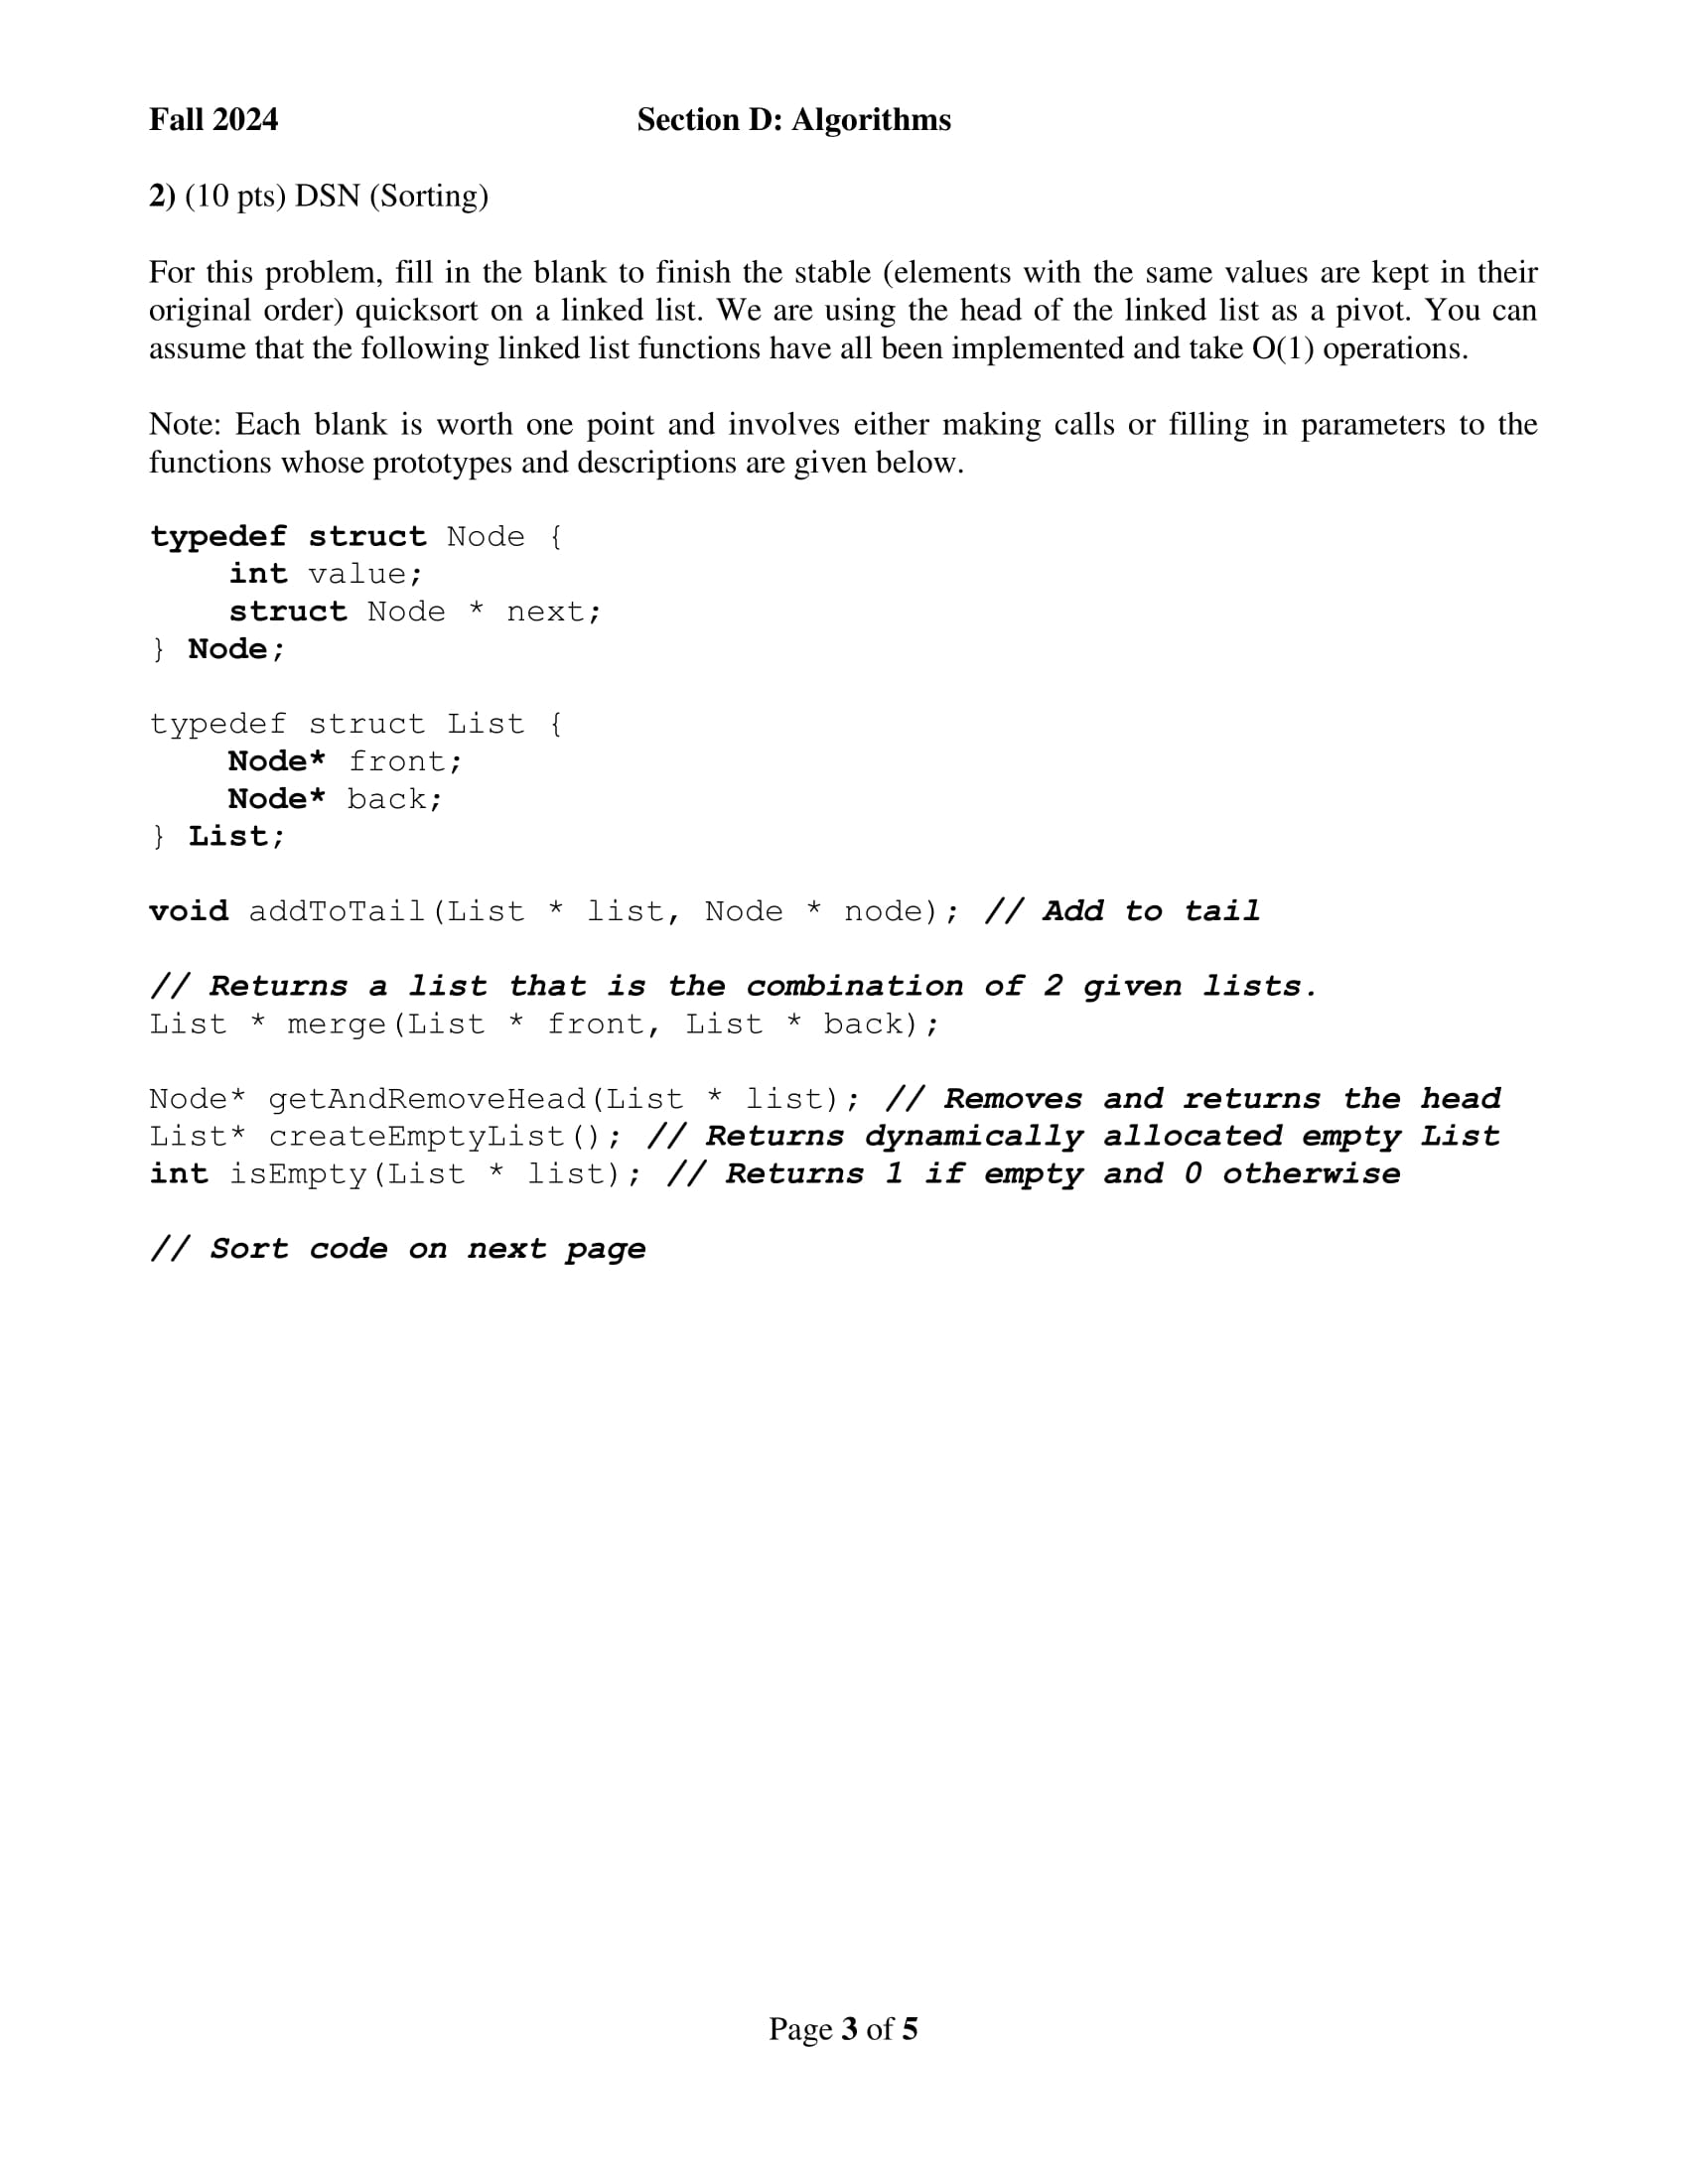 Fall 2024 Section D: Algorithms
2) (10 pts) DSN (Sorting)
For this problem, fill in the blank to finish the stable (elements with the same values are kept in their
original order) quicksort on a linked list. We are using the head of the linked list as a pivot. You can
assume that the following linked list functions have all been implemented and take O(1) operations.
Note: Each blank is worth one point and involves either making calls or filling in parameters to the
functions whose prototypes and descriptions are given below.
typedef struct Node {
    int value;
    struct Node * next;
} Node;
typedef struct List {
    Node* front;
    Node* back;
} List;
void addToTail(List * list, Node * node); // Add to tail
// Returns a list that is the combination of 2 given lists.
List * merge(List * front, List * back);
Node* getAndRemoveHead(List * list); // Removes and returns the head
List* createEmptyList(); // Returns dynamically allocated empty List
int isEmpty(List * list); // Returns 1 if empty and 0 otherwise
// Sort code on next page
Page 3 of 5